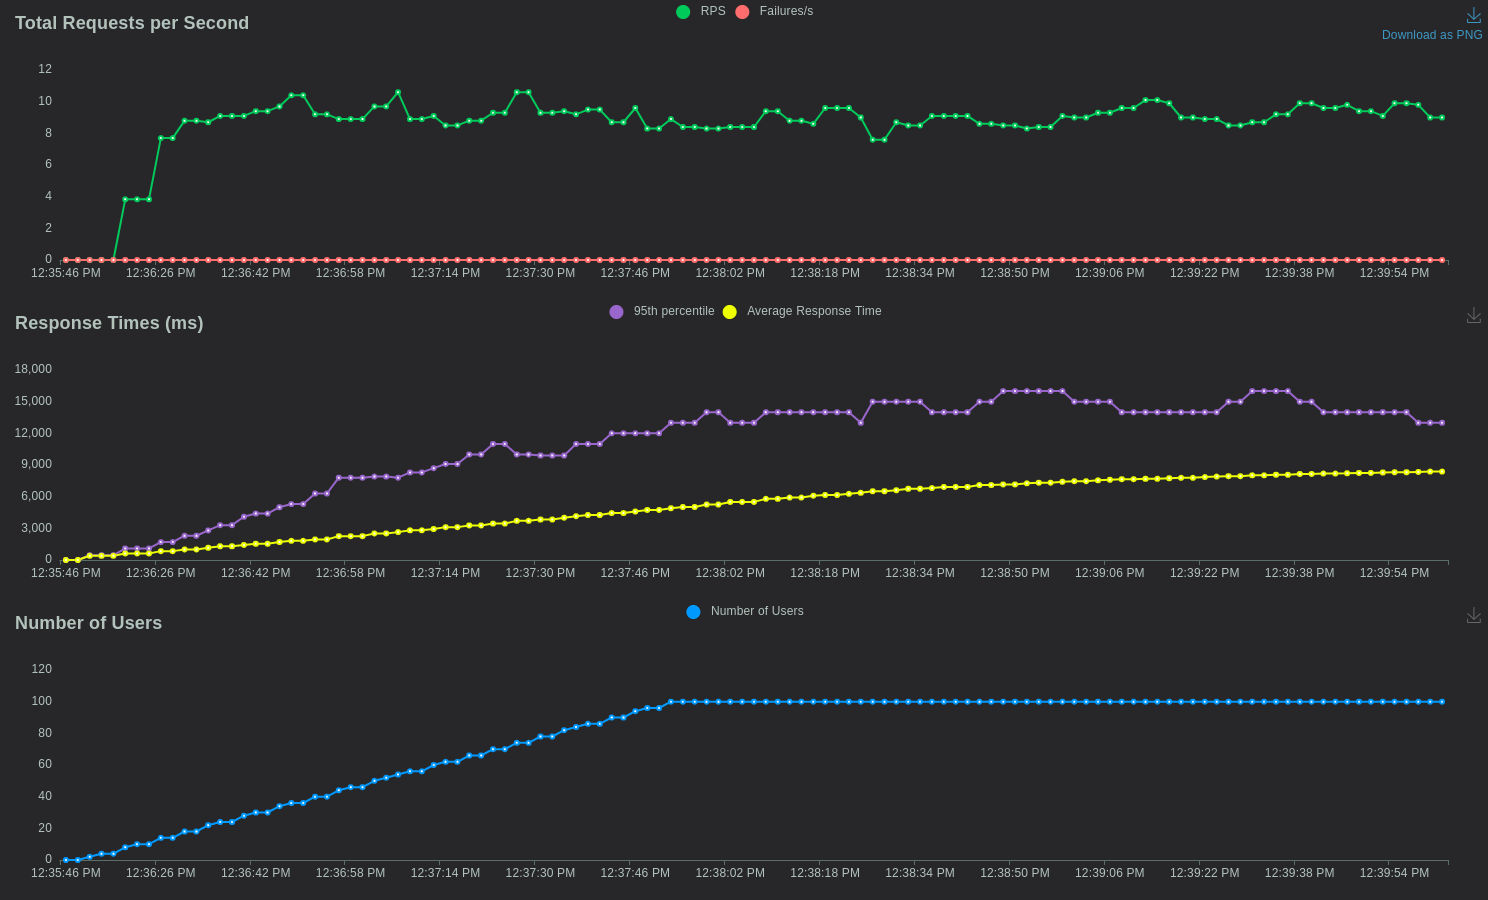 Total Requests per Second
RPS Failures/s
Download as PNG
12
10
8
6
4
2
0
12:35:46 PM 12:36:26 PM 12:36:42 PM 12:36:58 PM 12:37:14 PM 12:37:30 PM 12:37:46 PM 12:38:02 PM 12:38:18 PM 12:38:34 PM 12:38:50 PM 12:39:06 PM 12:39:22 PM 12:39:38 PM 12:39:54 PM
Response Times (ms)
95th percentile Average Response Time
18,000
15,000
12,000
9,000
6,000
3,000
0
12:35:46 PM 12:36:26 PM 12:36:42 PM 12:36:58 PM 12:37:14 PM 12:37:30 PM 12:37:46 PM 12:38:02 PM 12:38:18 PM 12:38:34 PM 12:38:50 PM 12:39:06 PM 12:39:22 PM 12:39:38 PM 12:39:54 PM
Number of Users
Number of Users
120
100
80
60
40
20
0
12:35:46 PM 12:36:26 PM 12:36:42 PM 12:36:58 PM 12:37:14 PM 12:37:30 PM 12:37:46 PM 12:38:02 PM 12:38:18 PM 12:38:34 PM 12:38:50 PM 12:39:06 PM 12:39:22 PM 12:39:38 PM 12:39:54 PM